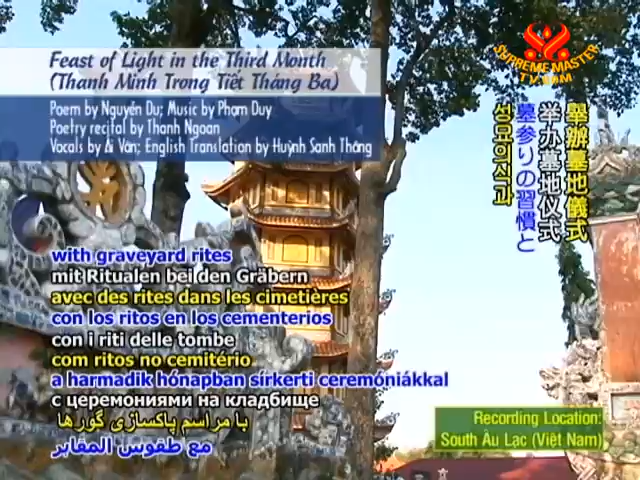 SUPREME MASTER
TV.COM
Feast of Light in the Third Month
(Thanh Minh Trong Tiết Tháng Ba)
Poem by Nguyễn Du; Music by Phạm Duy
Poetry recital by Thanh Ngoan
Vocals by Ái Vân; English Translation by Huỳnh Sanh Thông
舉辦墓地儀式
举办墓地仪式
墓参りの習慣と
성묘의식과
with graveyard rites
mit Ritualen bei den Gräbern
avec des rites dans les cimetières
con los ritos en los cementerios
con i riti delle tombe
com ritos no cemitério
a harmadik hónapban sírkerti ceremóniákkal
с церемониями на кладбище
با مراسم پاکسازی گورها
مع طقوس المقابر
Recording Location:
South Âu Lạc (Việt Nam)